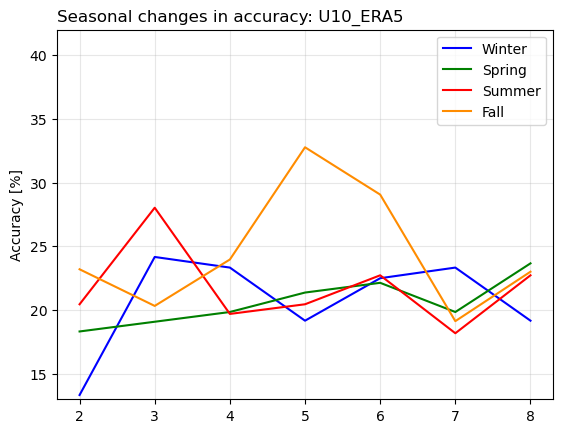 Seasonal changes in accuracy: U10_ERA5
Accuracy [%]
40
35
30
25
20
15
2 3 4 5 6 7 8
Winter
Spring
Summer
Fall